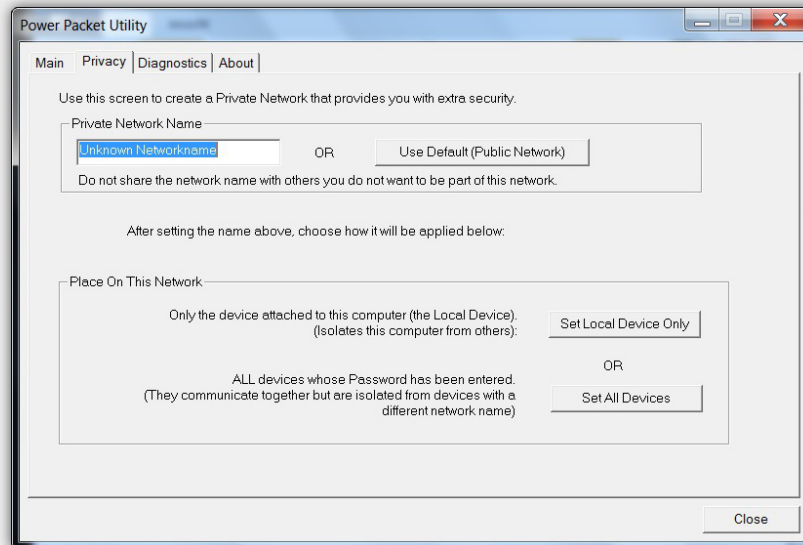 Power Packet Utility
Main Privacy Diagnostics About
Use this screen to create a Private Network that provides you with extra security.
Private Network Name
Unknown Networkname OR Use Default (Public Network)
Do not share the network name with others you do not want to be part of this network.
After setting the name above, choose how it will be applied below:
Place On This Network
Only the device attached to this computer (the Local Device).
(Isolates this computer from others):
Set Local Device Only
OR
ALL devices whose Password has been entered.
(They communicate together but are isolated from devices with a
different network name)
Set All Devices
Close